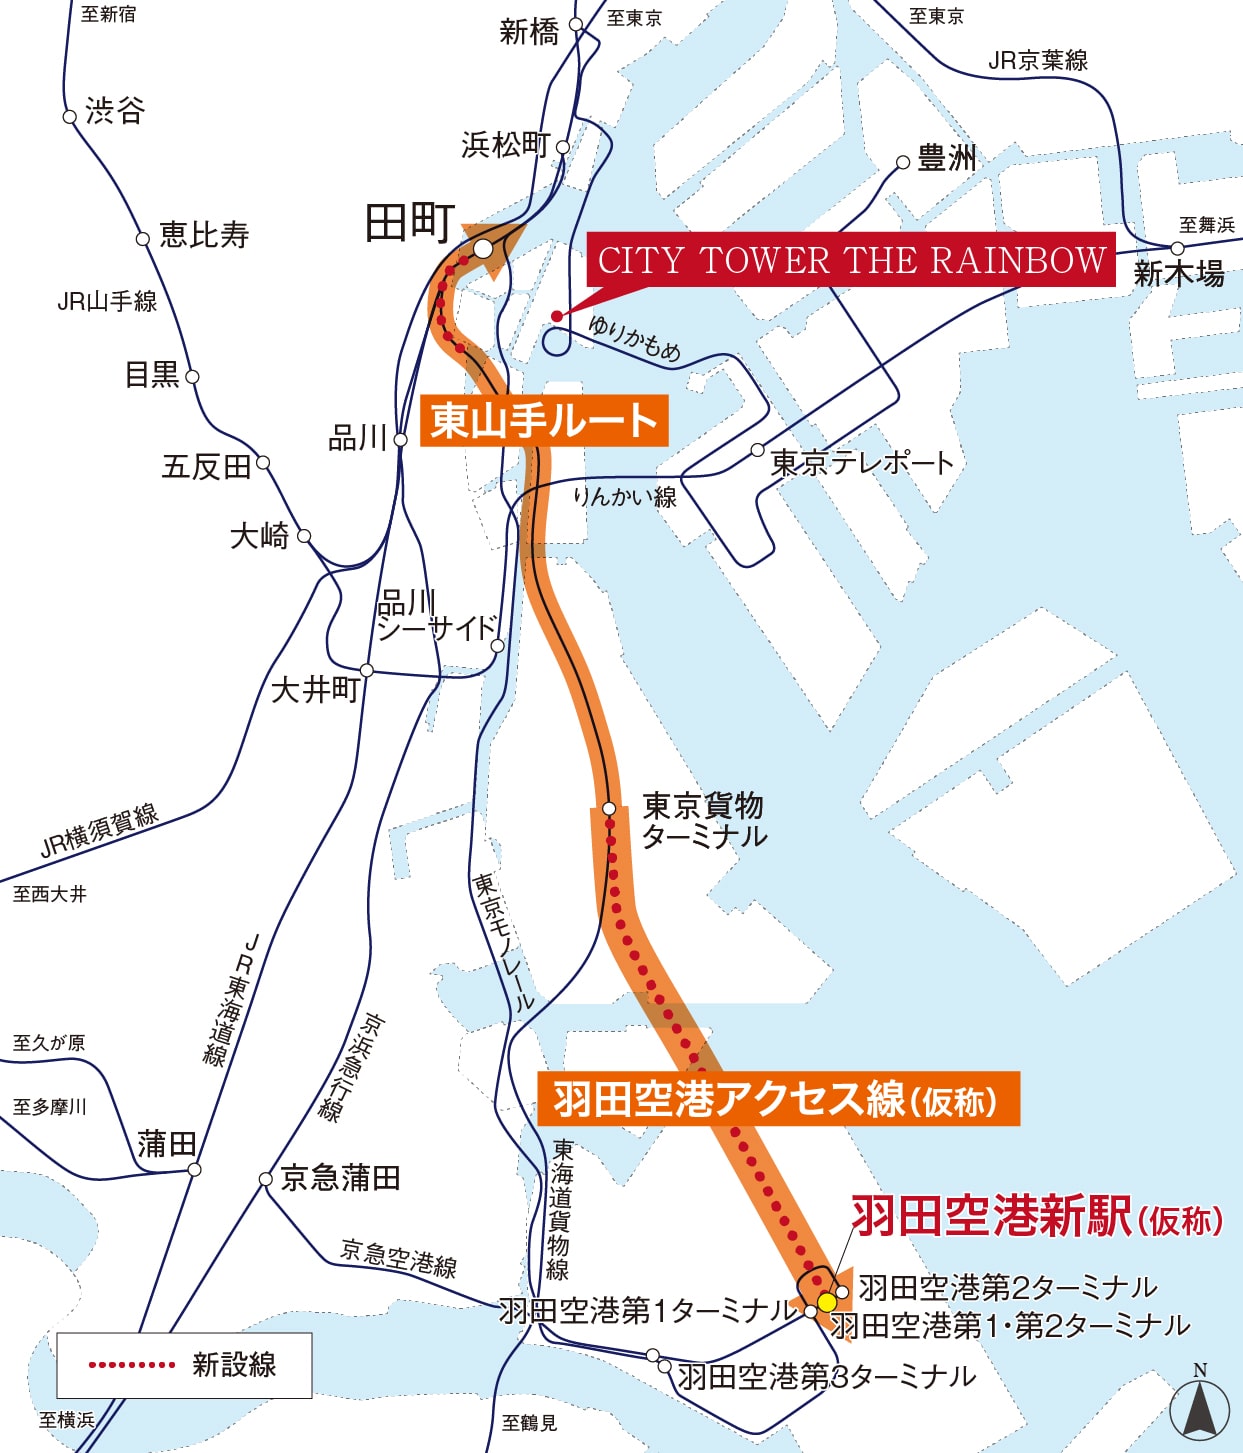 至新宿
新橋
至東京
至東京
JR京葉線
渋谷
浜松町
豊洲
田町
恵比寿
至舞浜
CITY TOWER THE RAINBOW
新木場
JR山手線
ゆりかもめ
目黒
東山手ルート
品川
五反田
東京テレポート
りんかい線
大崎
品川
シーサイド
大井町
東京貨物
ターミナル
JR横須賀線
至西大井
東京モノレール
JR東海道線
京浜急行線
至久が原
羽田空港アクセス線(仮称)
至多摩川
蒲田
京急蒲田
東海道貨物線
羽田空港新駅(仮称)
京急空港線
羽田空港第2ターミナル
羽田空港第1ターミナル
羽田空港第1・第2ターミナル
新設線
羽田空港第3ターミナル
N
至横浜
至鶴見